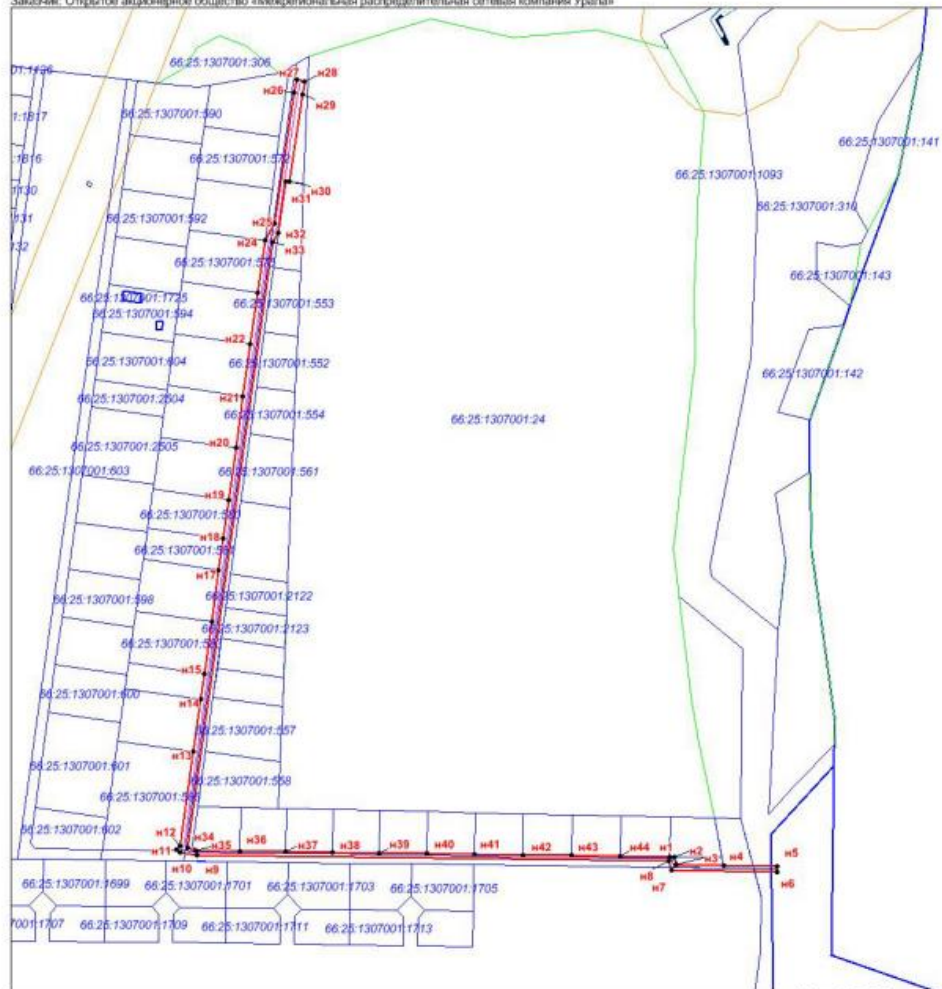 Заказчик: Открытое акционерное общество «Межрегиональная распределительная сетевая компания Урала»
66:25:1307001:306
н27
н28
н26
н29
66:25:1307001:590
66:25:1307001:141
66:25:1307001:1093
н30
н31
66:25:1307001:310
66:25:1307001:592
н25
н32
н24
н33
66:25:1307001:143
66:25:1307001:1725
66:25:1307001:553
66:25:1307001:594
н22
66:25:1307001:604
66:25:1307001:552
66:25:1307001:142
66:25:1307001:2504
н21
66:25:1307001:554
66:25:1307001:24
н20
66:25:1307001:2505
66:25:1307001:603
66:25:1307001:561
н19
н18
н17
66:25:1307001:598
66:25:1307001:2122
66:25:1307001:2123
н15
66:25:1307001:600
н14
66:25:1307001:557
н13
66:25:1307001:601
66:25:1307001:558
66:25:1307001:602
н12
н34
н11
н35
н36
н37
н38
н39
н40
н41
н42
н43
н44
н1
н2
н3
н4
н5
н10
н9
н8
н7
н6
66:25:1307001:1699
66:25:1307001:1701
66:25:1307001:1703
66:25:1307001:1705
001:1707
66:25:1307001:1709
66:25:1307001:1711
66:25:1307001:1713